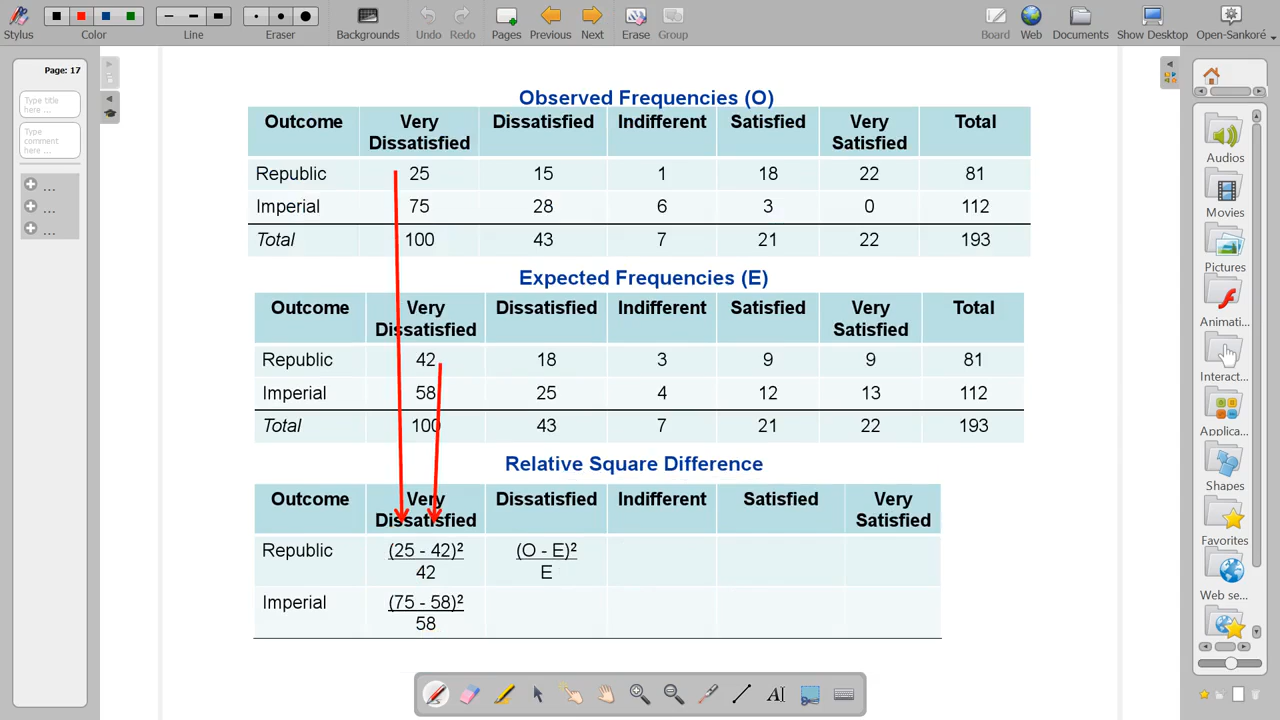 Stylus Color Line Eraser Backgrounds Undo Redo Pages Previous Next Erase Group Board Web Documents Show Desktop Open-Sankoré
Page: 17
Type title here ...
Type comment here ...
...
...
...
Observed Frequencies (O)
Outcome Very Dissatisfied Dissatisfied Indifferent Satisfied Very Satisfied Total
Republic 25 15 1 18 22 81
Imperial 75 28 6 3 0 112
Total 100 43 7 21 22 193
Expected Frequencies (E)
Outcome Very Dissatisfied Dissatisfied Indifferent Satisfied Very Satisfied Total
Republic 42 18 3 9 9 81
Imperial 58 25 4 12 13 112
Total 100 43 7 21 22 193
Relative Square Difference
Outcome Very Dissatisfied Dissatisfied Indifferent Satisfied Very Satisfied
Republic (25 - 42)² (O - E)²
42 E
Imperial (75 - 58)²
58
Audios
Movies
Pictures
Animati...
Interact...
Applica...
Shapes
Favorites
Web se...
AI